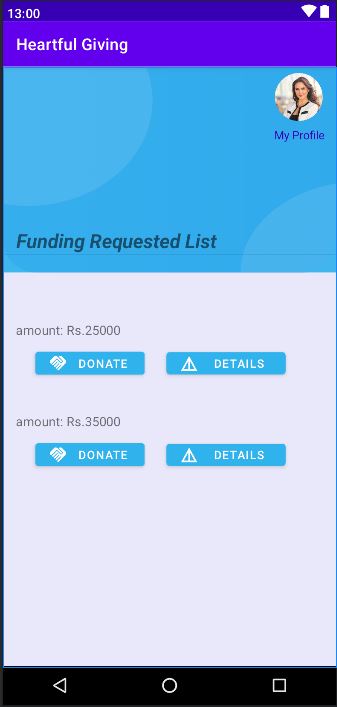 13:00
Heartful Giving
My Profile
Funding Requested List
amount: Rs.25000
DONATE DETAILS
amount: Rs.35000
DONATE DETAILS